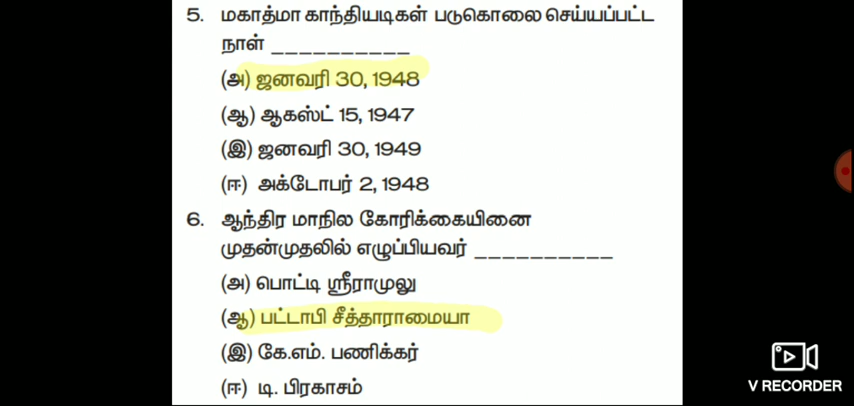 5. மகாத்மா காந்தியடிகள் படுகொலை செய்யப்பட்ட
நாள் __________
(அ) ஜனவரி 30, 1948
(ஆ) ஆகஸ்ட் 15, 1947
(இ) ஜனவரி 30, 1949
(ஈ) அக்டோபர் 2, 1948
6. ஆந்திர மாநில கோரிக்கையினை
முதன்முதலில் எழுப்பியவர் __________
(அ) பொட்டி ஸ்ரீராமுலு
(ஆ) பட்டாபி சீத்தாராமையா
(இ) கே.எம். பணிக்கர்
(ஈ) டி. பிரகாசம்
V RECORDER